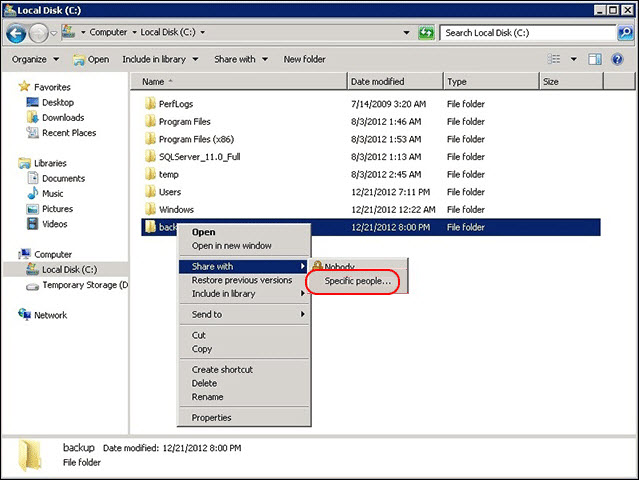 Local Disk (C:)
Computer Local Disk (C:)
Search Local Disk (C:)
Organize Open Include in library Share with New folder
Name Date modified Type Size
Favorites
Desktop
Downloads
Recent Places
Libraries
Documents
Music
Pictures
Videos
Computer
Local Disk (C:)
Temporary Storage (D
Network
PerfLogs 7/14/2009 3:20 AM File folder
Program Files 8/3/2012 1:46 AM File folder
Program Files (x86) 8/3/2012 1:53 AM File folder
SQLServer_11.0_Full 8/3/2012 1:13 AM File folder
temp 8/3/2012 2:45 AM File folder
Users 12/21/2012 7:11 PM File folder
Windows 12/21/2012 12:22 AM File folder
back 12/21/2012 8:00 PM File folder
Open
Open in new window
Share with
Restore previous versions
Include in library
Send to
Cut
Copy
Create shortcut
Delete
Rename
Properties
Nobody
Specific people...
backup Date modified: 12/21/2012 8:00 PM
File folder